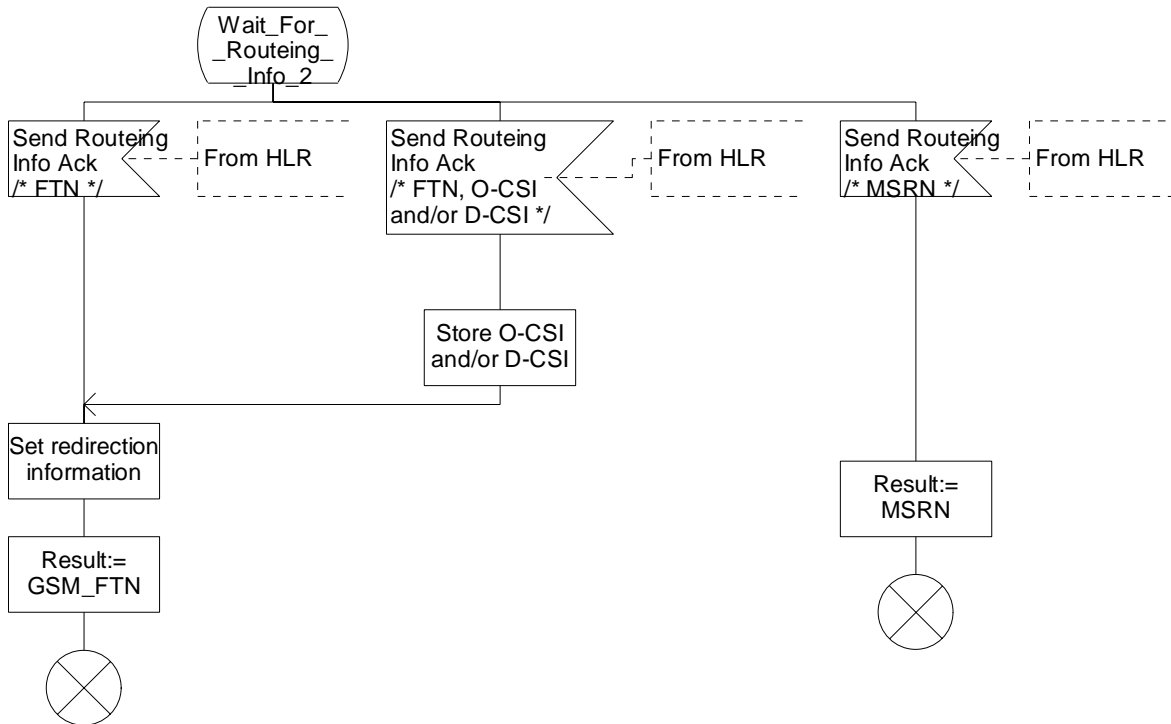 Wait_For_
_Routeing_
_Info_2
Send Routeing
Info Ack
/* FTN */
From HLR
Send Routeing
Info Ack
/* FTN, O-CSI
and/or D-CSI */
From HLR
Send Routeing
Info Ack
/* MSRN */
From HLR
Store O-CSI
and/or D-CSI
Set redirection
information
Result:=
MSRN
Result:=
GSM_FTN